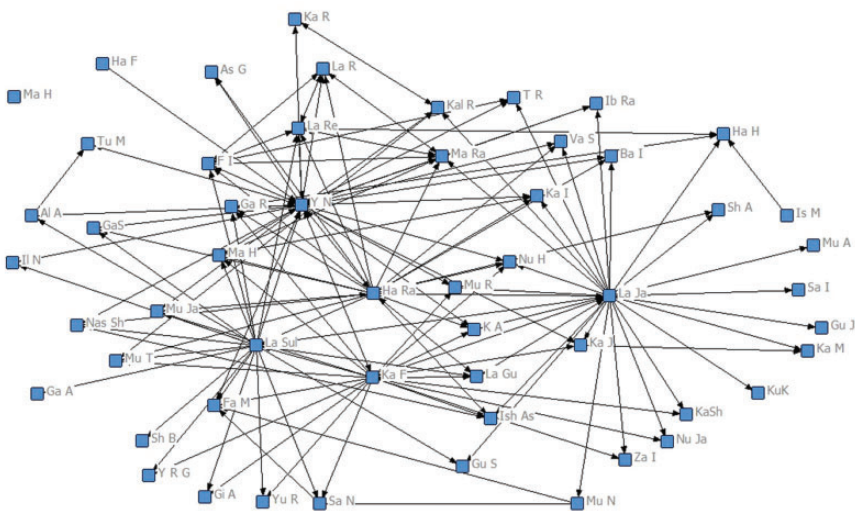 Ka R
Ha F
As G
La R
Ma H
Kal R
T R
Ib Ra
La Re
Tu M
F I
Ma Ra
Va S
Ba I
Ha H
Ka I
Al A
GaS
Ga R
Y N
Sh A
Is M
Il N
Ma H
Nu H
Mu A
Ha Ra
Mu R
La Ja
Sa I
Mu Ja
Nas Sh
K A
Gu J
La Sul
Ka J
Ka M
Mu T
Ka F
La Gu
Ga A
KuK
Fa M
Ish As
KaSh
Sh B
Nu Ja
Y R G
Gu S
Za I
Gi A
Yu R
Sa N
Mu N